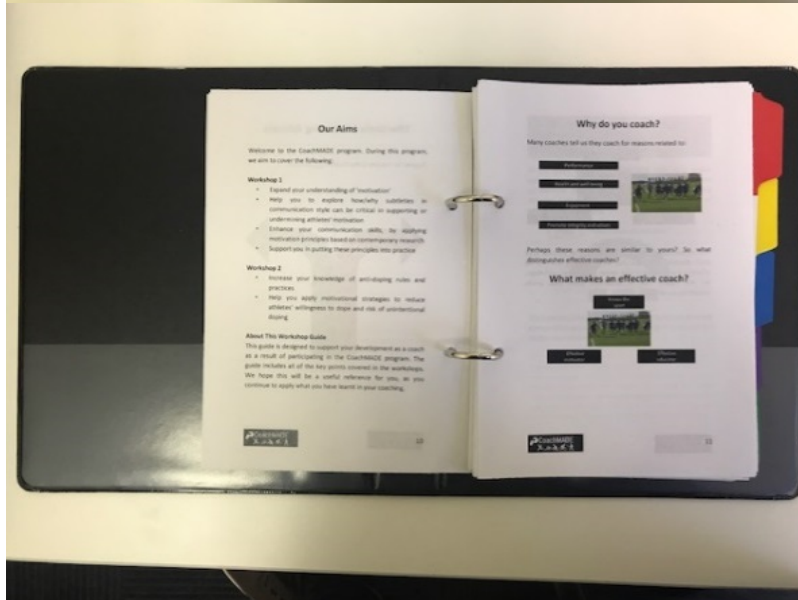 Our Aims
Welcome to the CoachMADE program. During this program,
we aim to cover the following:
Workshop 1
• Expand your understanding of 'motivation'
• Help you to explore how/why subtleties in
communication style can be critical in supporting or
undermining athletes' motivation
• Enhance your communication skills, by applying
motivation principles based on contemporary research
• Support you in putting these principles into practice
Workshop 2
• Increase your knowledge of anti-doping rules and
practices
• Help you apply motivational strategies to reduce
athletes' willingness to dope and risk of unintentional
doping
About This Workshop Guide
This guide is designed to support your development as a coach
as a result of participating in the CoachMADE program. The
guide includes all of the key points covered in the workshops.
We hope this will be a useful reference for you, as you
continue to apply what you have learnt in your coaching.
CoachMADE
Why do you coach?
Many coaches tell us they coach for reasons related to:
Performance
Health and well-being
Enjoyment
Perhaps these reasons are similar to yours? So what
distinguishes effective coaches?
What makes an effective coach?
Knows the
sport
Effective
motivator
Effective
educator
CoachMADE